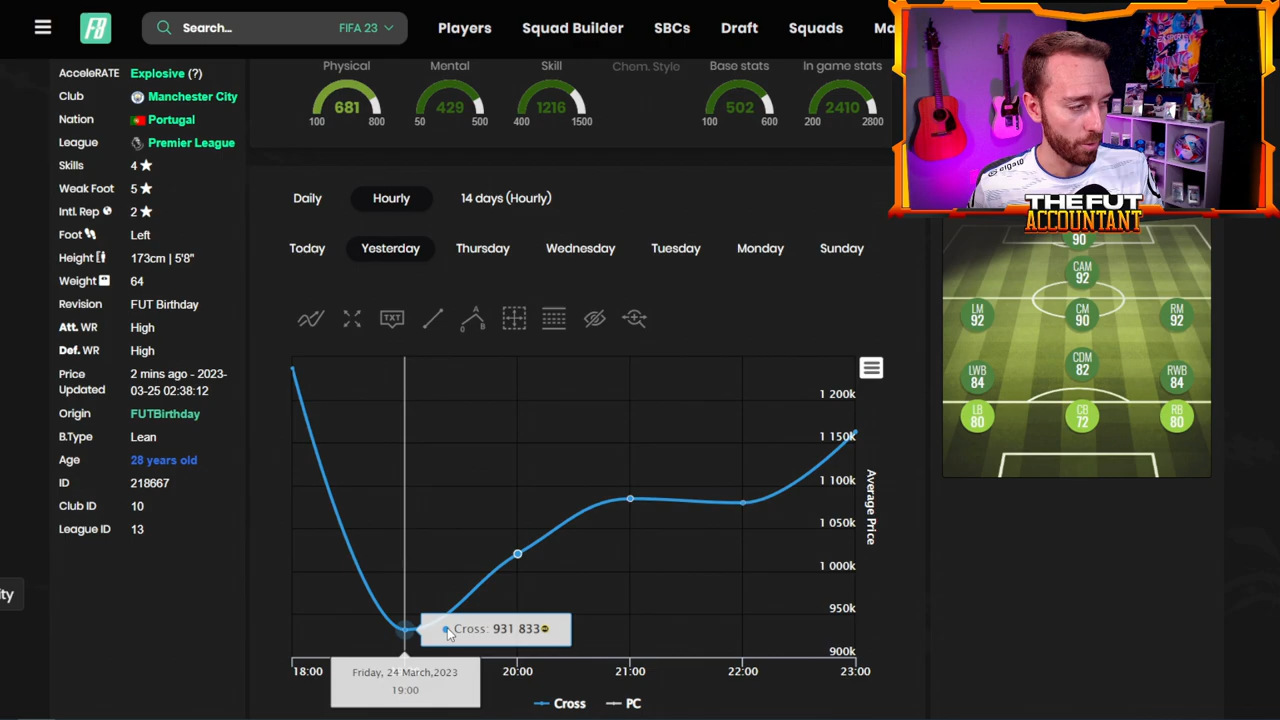 F8 Search... FIFA 23 Players Squad Builder SBCs Draft Squads Ma
AcceleRATE Explosive (?)
Club Manchester City
Nation Portugal
League Premier League
Skills 4
Weak Foot 5
Intl. Rep 2
Foot Left
Height 173cm | 5'8"
Weight 64
Revision FUT Birthday
Att. WR High
Def. WR High
Price Updated 2 mins ago - 2023-03-25 02:38:12
Origin FUTBirthday
B.Type Lean
Age 28 years old
ID 218667
Club ID 10
League ID 13
ity
Physical Mental Skill Chem. Style Base stats In game stats
681 429 1216 502 2410
100 800 50 500 400 1500 100 600 200 2800
Daily Hourly 14 days (Hourly)
Today Yesterday Thursday Wednesday Tuesday Monday Sunday
TXT A 0 B
1 200k
1 150k
1 100k
1 050k
1 000k
950k
900k
Average Price
Cross: 931 833
18:00 20:00 21:00 22:00 23:00
Friday, 24 March,2023
19:00
Cross PC
elgato
THE FUT
ACCOUNTANT
90
CAM
92
LM
92
CM
90
RM
92
CDM
82
LWB
84
RWB
84
LB
80
CB
72
RB
80